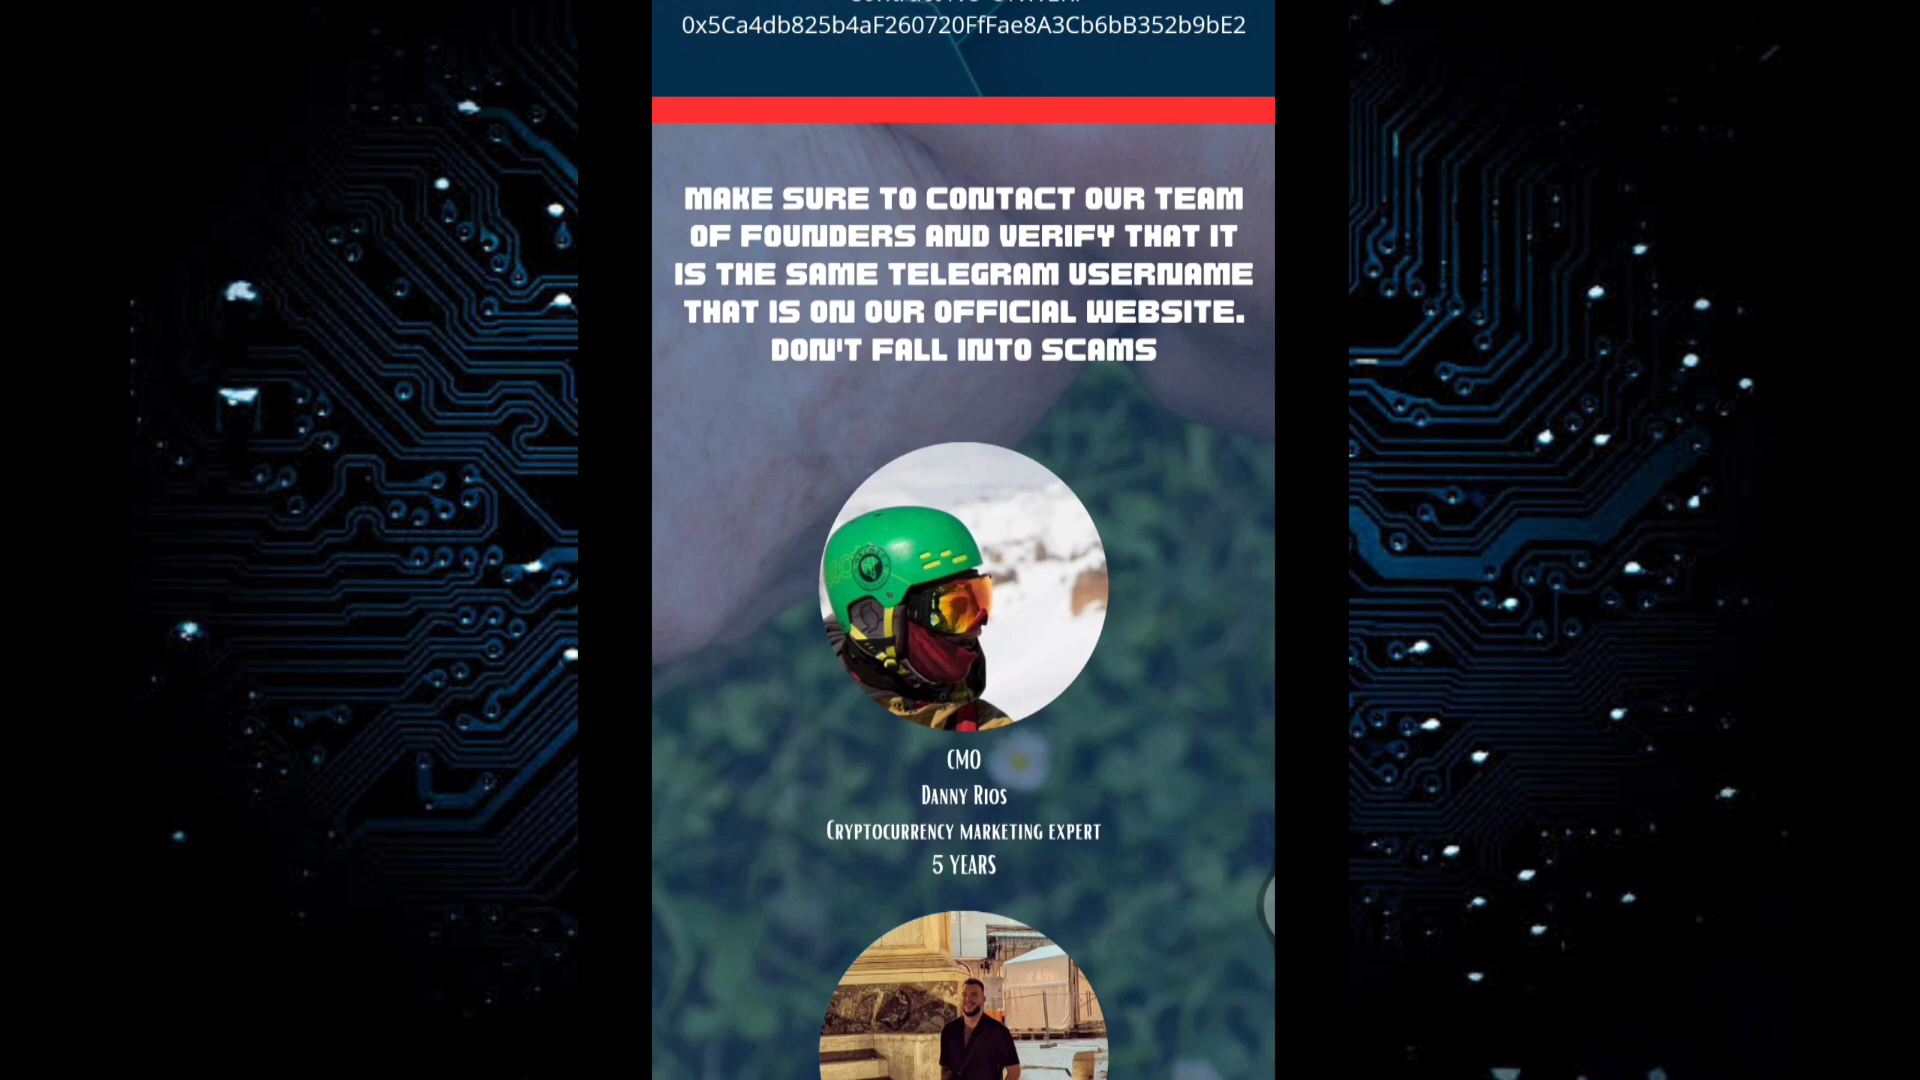 0x5Ca4db825b4aF260720FfFae8A3Cb6bB352b9bE2
MAKE SURE TO CONTACT OUR TEAM
OF FOUNDERS AND VERIFY THAT IT
IS THE SAME TELEGRAM USERNAME
THAT IS ON OUR OFFICIAL WEBSITE.
DON'T FALL INTO SCAMS
CMO
DANNY RIOS
CRYPTOCURRENCY MARKETING EXPERT
5 YEARS